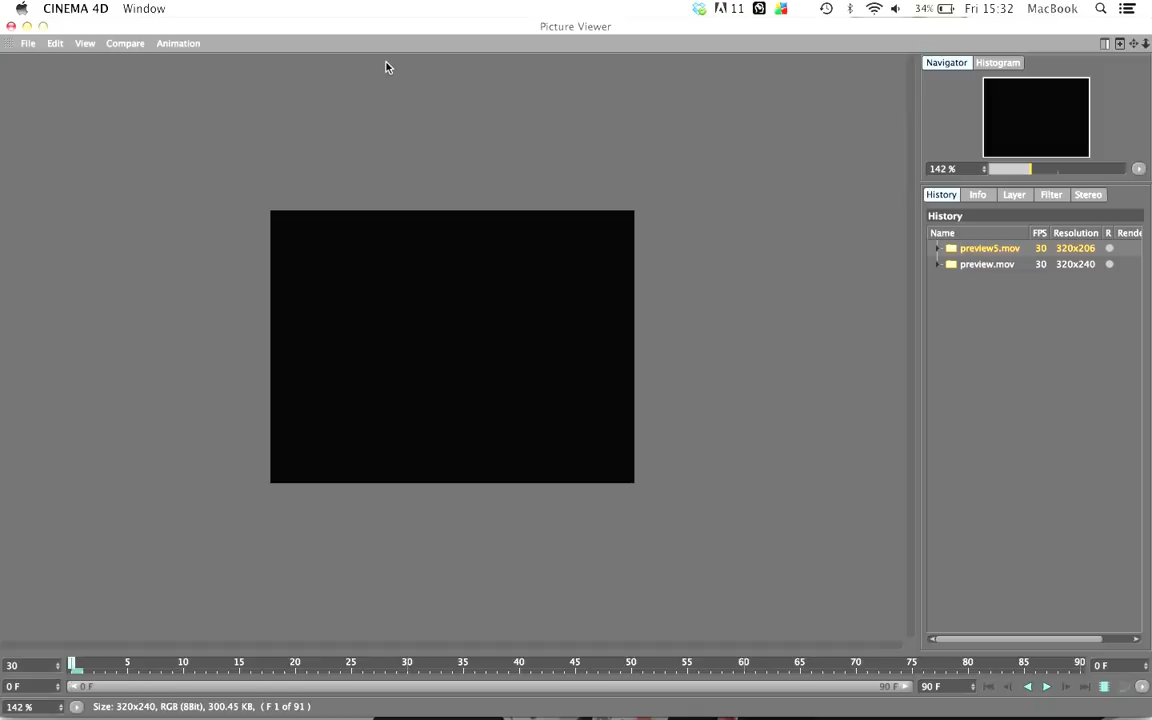 CINEMA 4D Window 11 34% Fri 15:32 MacBook
Picture Viewer
File Edit View Compare Animation
Navigator Histogram
142 %
History Info Layer Filter Stereo
History
Name FPS Resolution R Rende
preview5.mov 30 320x206
preview.mov 30 320x240
30 5 10 15 20 25 30 35 40 45 50 55 60 65 70 75 80 85 90 0 F
0 F 0 F 90 F 90 F
142 % Size: 320x240, RGB (8Bit), 300.45 KB, ( F 1 of 91 )